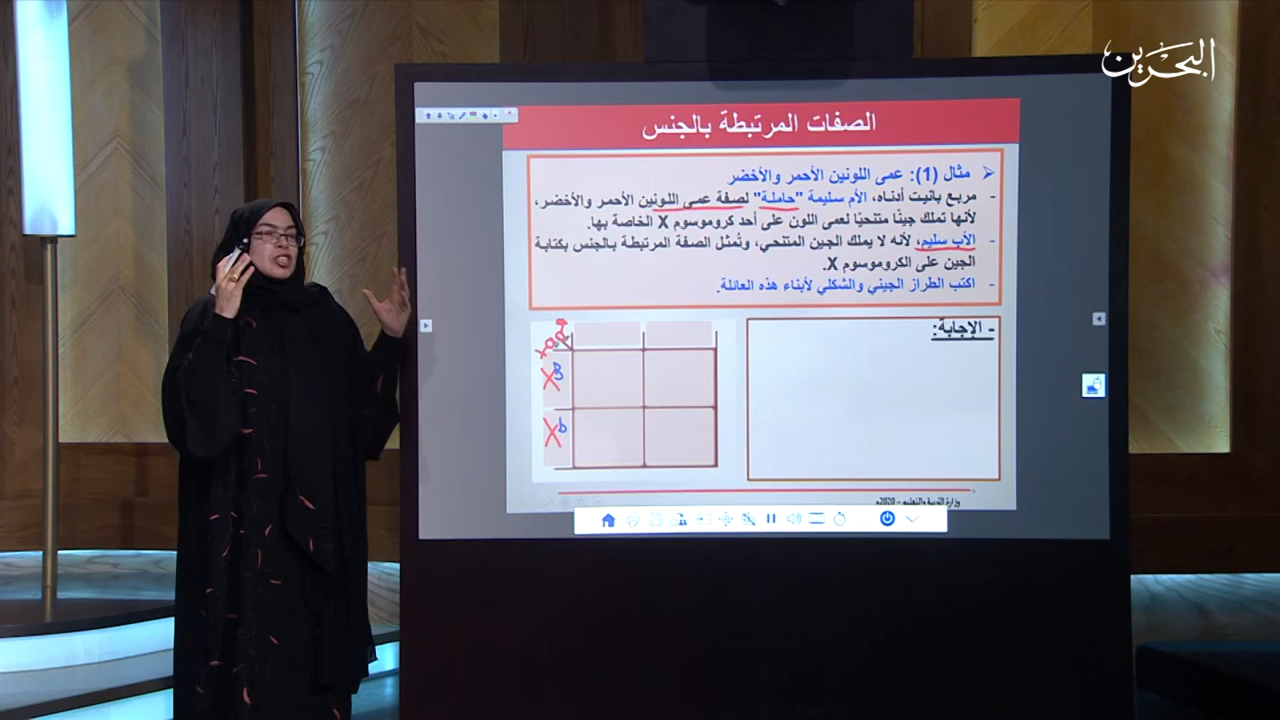 البحرين
الصفات المرتبطة بالجنس
مثال (1): عمى اللونين الأحمر والأخضر
- مربع بانيت أدناه، الأم سليمة "حاملة" لصفة عمى اللونين الأحمر والأخضر،
لأنها تملك جينًا متنحيًا لعمى اللون على أحد كروموسوم X الخاصة بها.
- الأب سليم، لأنه لا يملك الجين المتنحي، وتُمثل الصفة المرتبطة بالجنس بكتابة
الجين على الكروموسوم X.
- اكتب الطراز الجيني والشكلي لأبناء هذه العائلة.
- الإجابة:
X B
X b
وزارة التربية والتعليم – 2020م